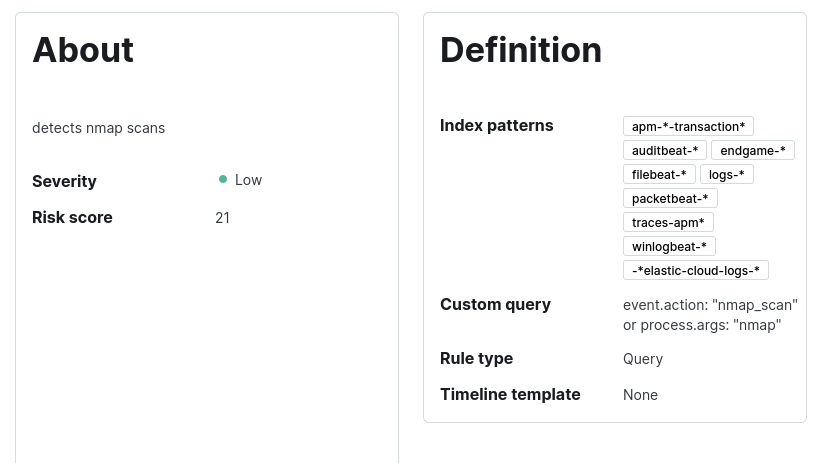 About
detects nmap scans
Severity
Low
Risk score
21
Definition
Index patterns
apm-*-transaction*
auditbeat-* endgame-*
filebeat-* logs-*
packetbeat-*
traces-apm*
winlogbeat-*
-*elastic-cloud-logs-*
Custom query
event.action: "nmap_scan"
or process.args: "nmap"
Rule type
Query
Timeline template
None